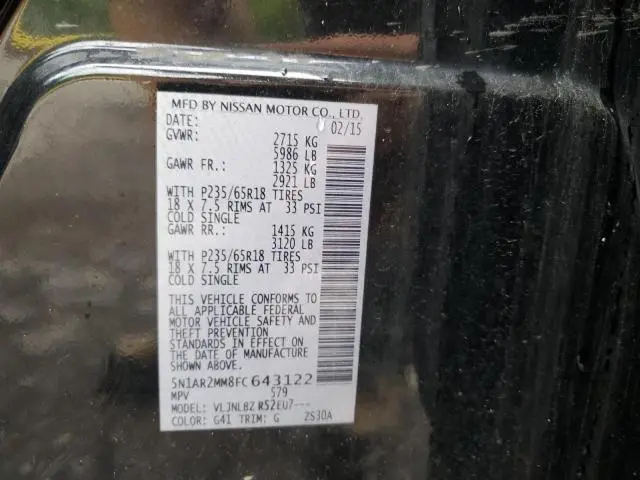 MFD BY NISSAN MOTOR CO., LTD.
DATE: 02/15
GVWR: 2715 KG
5986 LB
GAWR FR.: 1325 KG
2921 LB
WITH P235/65R18 TIRES
18 X 7.5 RIMS AT 33 PSI
COLD SINGLE
GAWR RR.: 1415 KG
3120 LB
WITH P235/65R18 TIRES
18 X 7.5 RIMS AT 33 PSI
COLD SINGLE
THIS VEHICLE CONFORMS TO
ALL APPLICABLE FEDERAL
MOTOR VEHICLE SAFETY AND
THEFT PREVENTION
STANDARDS IN EFFECT ON
THE DATE OF MANUFACTURE
SHOWN ABOVE.
5N1AR2MM8FC643122
MPV 579
MODEL: VLJNLBZ R52EU7---
COLOR: G41 TRIM: G 2S30A